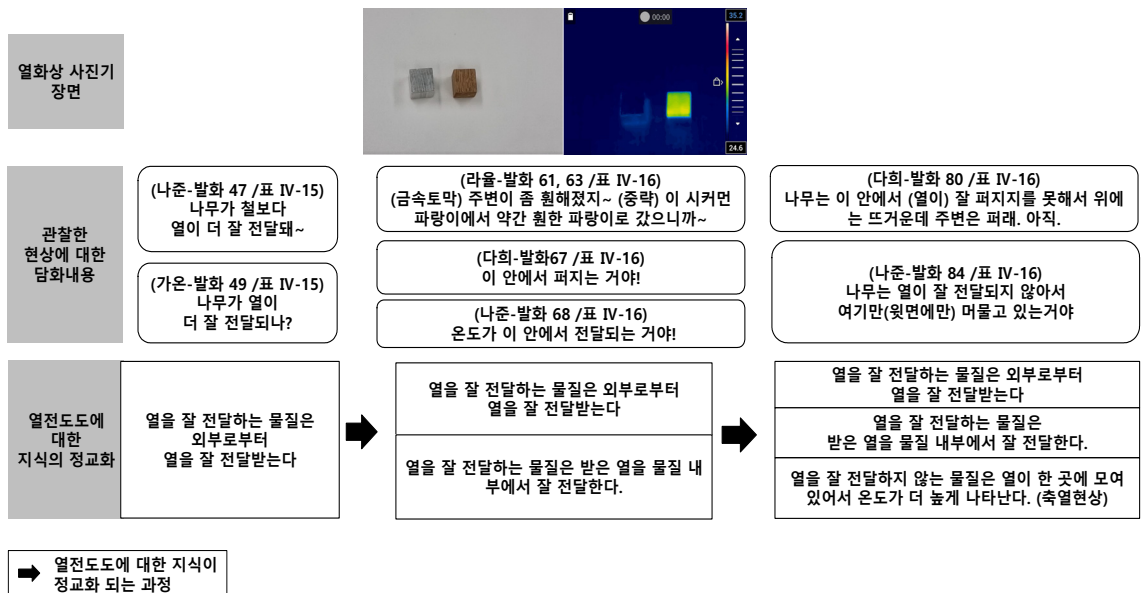 열화상 사진기
장면
00:00
35.2
24.6
관찰한
현상에 대한
담화내용
(나준-발화 47 /표 IV-15)
나무가 철보다
열이 더 잘 전달돼~
(가온-발화 49 /표 IV-15)
나무가 열이
더 잘 전달되나?
(라율-발화 61, 63 /표 IV-16)
(금속토막) 주변이 좀 훤해졌지~ (중략) 이 시커먼
파랑이에서 약간 훤한 파랑이로 갔으니까~
(다희-발화67 /표 IV-16)
이 안에서 퍼지는 거야!
(나준-발화 68 /표 IV-16)
온도가 이 안에서 전달되는 거야!
(다희-발화 80 /표 IV-16)
나무는 이 안에서 (열이) 잘 퍼지지를 못해서 위에
는 뜨거운데 주변은 퍼래. 아직.
(나준-발화 84 /표 IV-16)
나무는 열이 잘 전달되지 않아서
여기만(윗면에만) 머물고 있는거야
열전도도에
대한
지식의 정교화
열을 잘 전달하는 물질은
외부로부터
열을 잘 전달받는다
열을 잘 전달하는 물질은 외부로부터
열을 잘 전달받는다
열을 잘 전달하는 물질은 받은 열을 물질 내
부에서 잘 전달한다.
열을 잘 전달하는 물질은 외부로부터
열을 잘 전달받는다
열을 잘 전달하는 물질은
받은 열을 물질 내부에서 잘 전달한다.
열을 잘 전달하지 않는 물질은 열이 한 곳에 모여
있어서 온도가 더 높게 나타난다. (축열현상)
열전도도에 대한 지식이
정교화 되는 과정